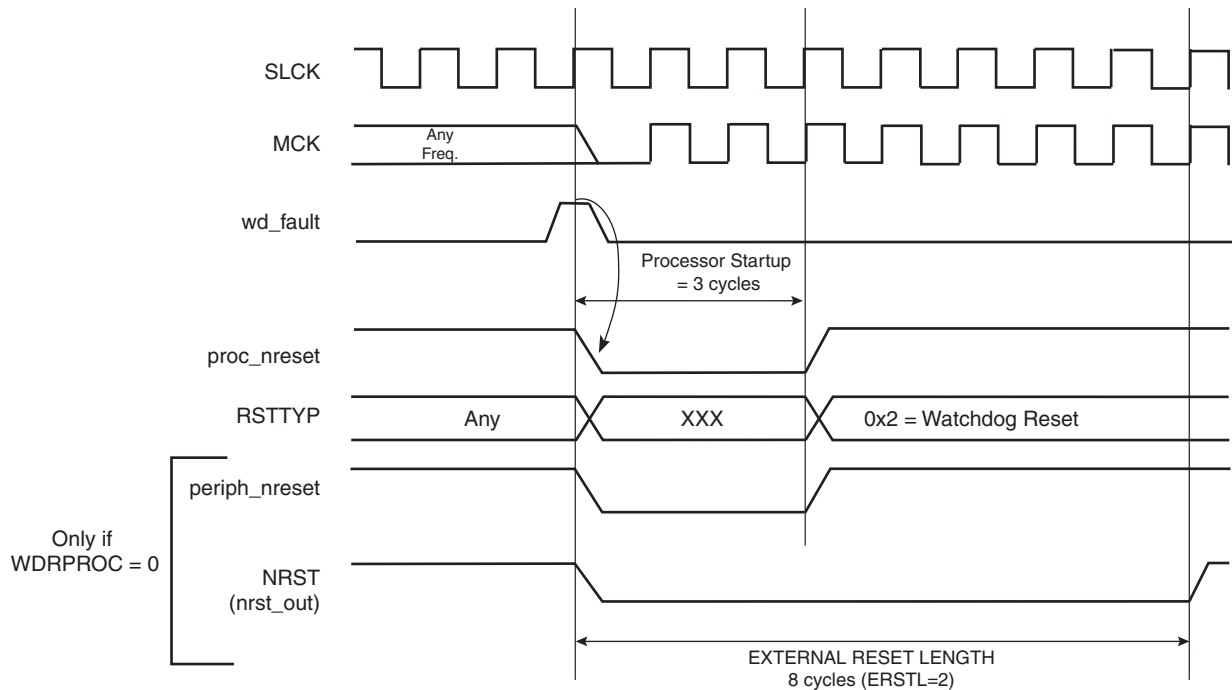 SLCK
MCK
Any
Freq.
wd_fault
Processor Startup
= 3 cycles
proc_nreset
RSTTYP
Any
XXX
0x2 = Watchdog Reset
periph_nreset
Only if
WDRPROC = 0
NRST
(nrst_out)
EXTERNAL RESET LENGTH
8 cycles (ERSTL=2)